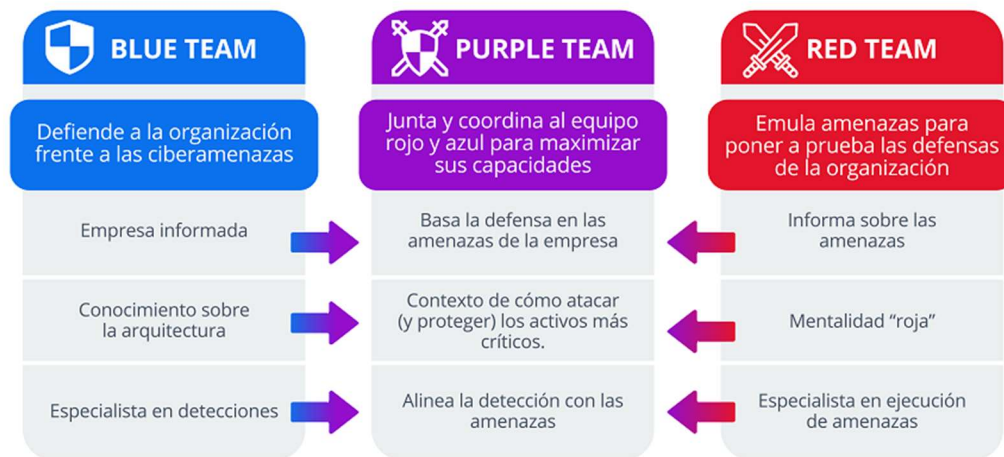 BLUE TEAM
Defiende a la organización
frente a las ciberamenazas
Empresa informada
Conocimiento sobre
la arquitectura
Especialista en detecciones
PURPLE TEAM
Junta y coordina al equipo
rojo y azul para maximizar
sus capacidades
Basa la defensa en las
amenazas de la empresa
Contexto de cómo atacar
(y proteger) los activos más
críticos.
Alinea la detección con las
amenazas
RED TEAM
Emula amenazas para
poner a prueba las defensas
de la organización
Informa sobre las
amenazas
Mentalidad “roja”
Especialista en ejecución
de amenazas